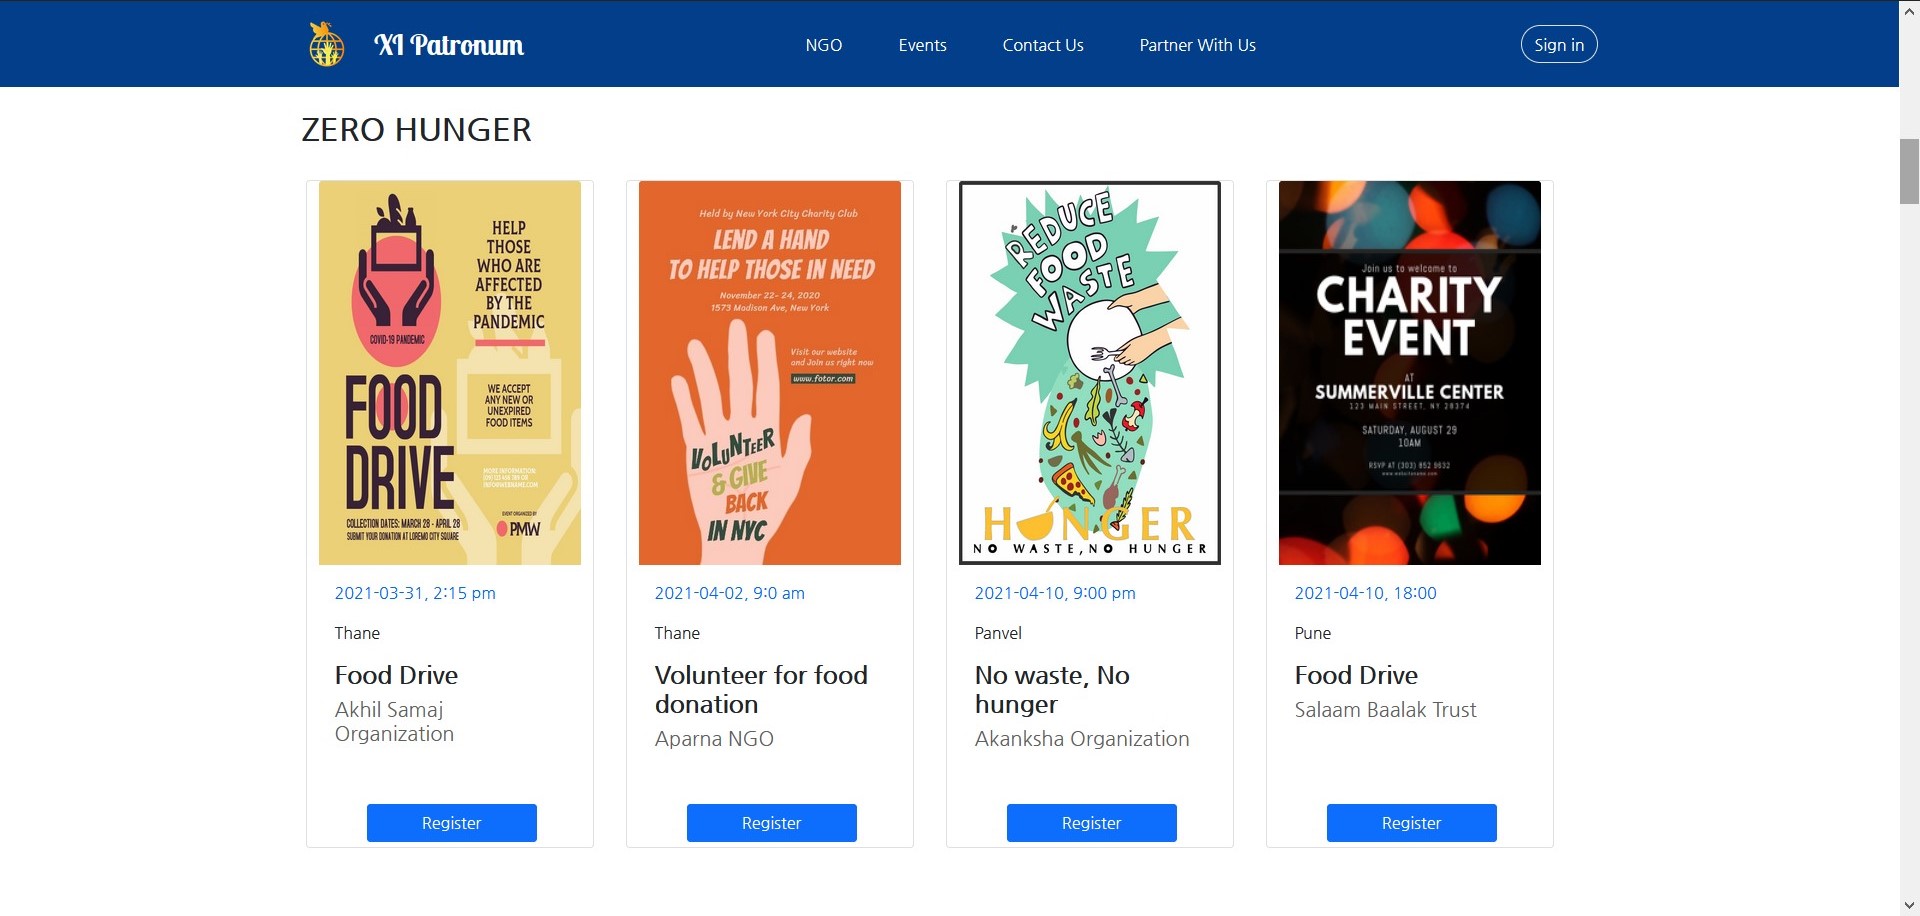 XI Patronum
NGO
Events
Contact Us
Partner With Us
Sign in
ZERO HUNGER
HELP
THOSE
WHO ARE
AFFECTED
BY THE
PANDEMIC
COVID-19 PANDEMIC
WE ACCEPT
ANY NEW OR
UNEXPIRED
FOOD ITEMS
FOOD
DRIVE
MORE INFORMATION:
EVENT ORGANIZED BY
PMW
COLLECTION DATES: MARCH 28 - APRIL 28
SUBMIT YOUR DONATION AT LOREMO CITY SQUARE
2021-03-31, 2:15 pm
Thane
Food Drive
Akhil Samaj
Organization
Register
Held by New York City Charity Club
LEND A HAND
TO HELP THOSE IN NEED
November 22- 24, 2020
1573 Madison Ave, New York
Visit our website
and Join us right now
www.fotor.com
VOLUNTEER
& GIVE
BACK
IN NYC
2021-04-02, 9:0 am
Thane
Volunteer for food
donation
Aparna NGO
Register
REDUCE
FOOD
WASTE
HUNGER
NO WASTE,NO HUNGER
2021-04-10, 9:00 pm
Panvel
No waste, No
hunger
Akanksha Organization
Register
Join us to welcome to
CHARITY
EVENT
AT
SUMMERVILLE CENTER
123 MAIN STREET, NY 28374
SATURDAY, AUGUST 29
10AM
RSVP AT (303) 852 9632
www.websitename.com
2021-04-10, 18:00
Pune
Food Drive
Salaam Baalak Trust
Register